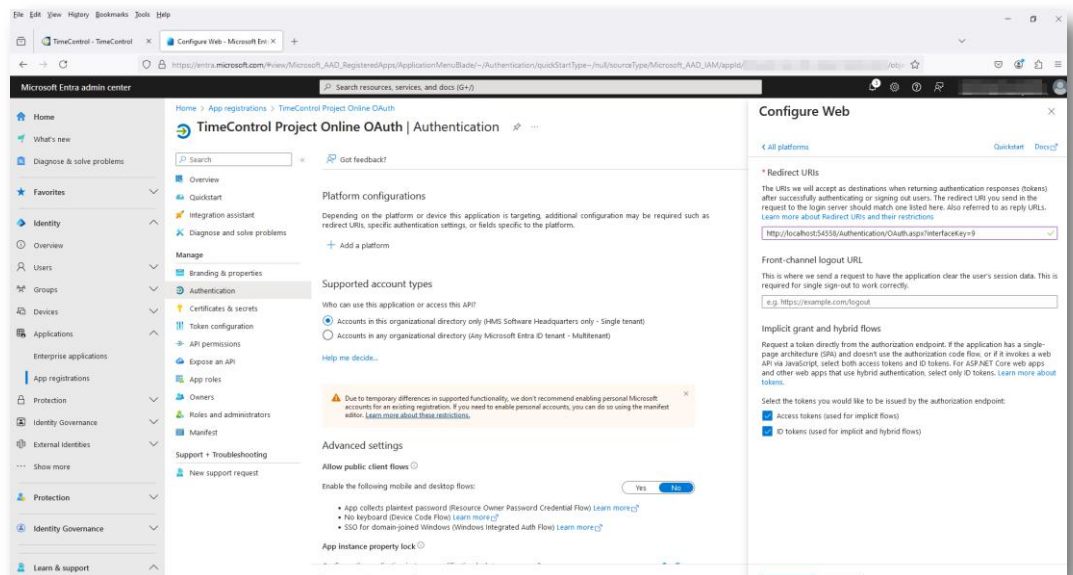 File Edit View History Bookmarks Tools Help
TimeControl - TimeControl
Configure Web - Microsoft Ent
https://entra.microsoft.com/#view/Microsoft_AAD_RegisteredApps/ApplicationMenuBlade/~/Authentication/quickStartType~/null/sourceType/Microsoft_AAD_IAM/appId/
/obj
Microsoft Entra admin center
Search resources, services, and docs (G+/)
Home
What's new
Diagnose & solve problems
Favorites
Identity
Overview
Users
Groups
Devices
Applications
Enterprise applications
App registrations
Protection
Identity Governance
External Identities
Show more
Protection
Identity Governance
Learn & support
Home > App registrations > TimeControl Project Online OAuth
TimeControl Project Online OAuth | Authentication
Search
Overview
Quickstart
Integration assistant
Diagnose and solve problems
Manage
Branding & properties
Authentication
Certificates & secrets
Token configuration
API permissions
Expose an API
App roles
Owners
Roles and administrators
Manifest
Support + Troubleshooting
New support request
Got feedback?
Platform configurations
Depending on the platform or device this application is targeting, additional configuration may be required such as
redirect URIs, specific authentication settings, or fields specific to the platform.
Add a platform
Supported account types
Who can use this application or access this API?
Accounts in this organizational directory only (HMS Software Headquarters only - Single tenant)
Accounts in any organizational directory (Any Microsoft Entra ID tenant - Multitenant)
Help me decide...
Due to temporary differences in supported functionality, we don't recommend enabling personal Microsoft
accounts for an existing registration. If you need to enable personal accounts, you can do so using the manifest
editor. Learn more about these restrictions.
Advanced settings
Allow public client flows
Enable the following mobile and desktop flows:
Yes No
• App collects plaintext password (Resource Owner Password Credential Flow) Learn more
• No keyboard (Device Code Flow) Learn more
• SSO for domain-joined Windows (Windows Integrated Auth Flow) Learn more
App instance property lock
Configure Web
All platforms
Quickstart Docs
* Redirect URIs
The URIs we will accept as destinations when returning authentication responses (tokens)
after successfully authenticating or signing out users. The redirect URI you send in the
request to the login server should match one listed here. Also referred to as reply URLs.
Learn more about Redirect URIs and their restrictions
http://localhost:54558/Authentication/OAuth.aspx?interfaceKey=9
Front-channel logout URL
This is where we send a request to have the application clear the user's session data. This is
required for single sign-out to work correctly.
e.g. https://example.com/logout
Implicit grant and hybrid flows
Request a token directly from the authorization endpoint. If the application has a single-
page architecture (SPA) and doesn't use the authorization code flow, or if it invokes a web
API via JavaScript, select both access tokens and ID tokens. For ASP.NET Core web apps
and other web apps that use hybrid authentication, select only ID tokens. Learn more about
tokens.
Select the tokens you would like to be issued by the authorization endpoint:
Access tokens (used for implicit flows)
ID tokens (used for implicit and hybrid flows)